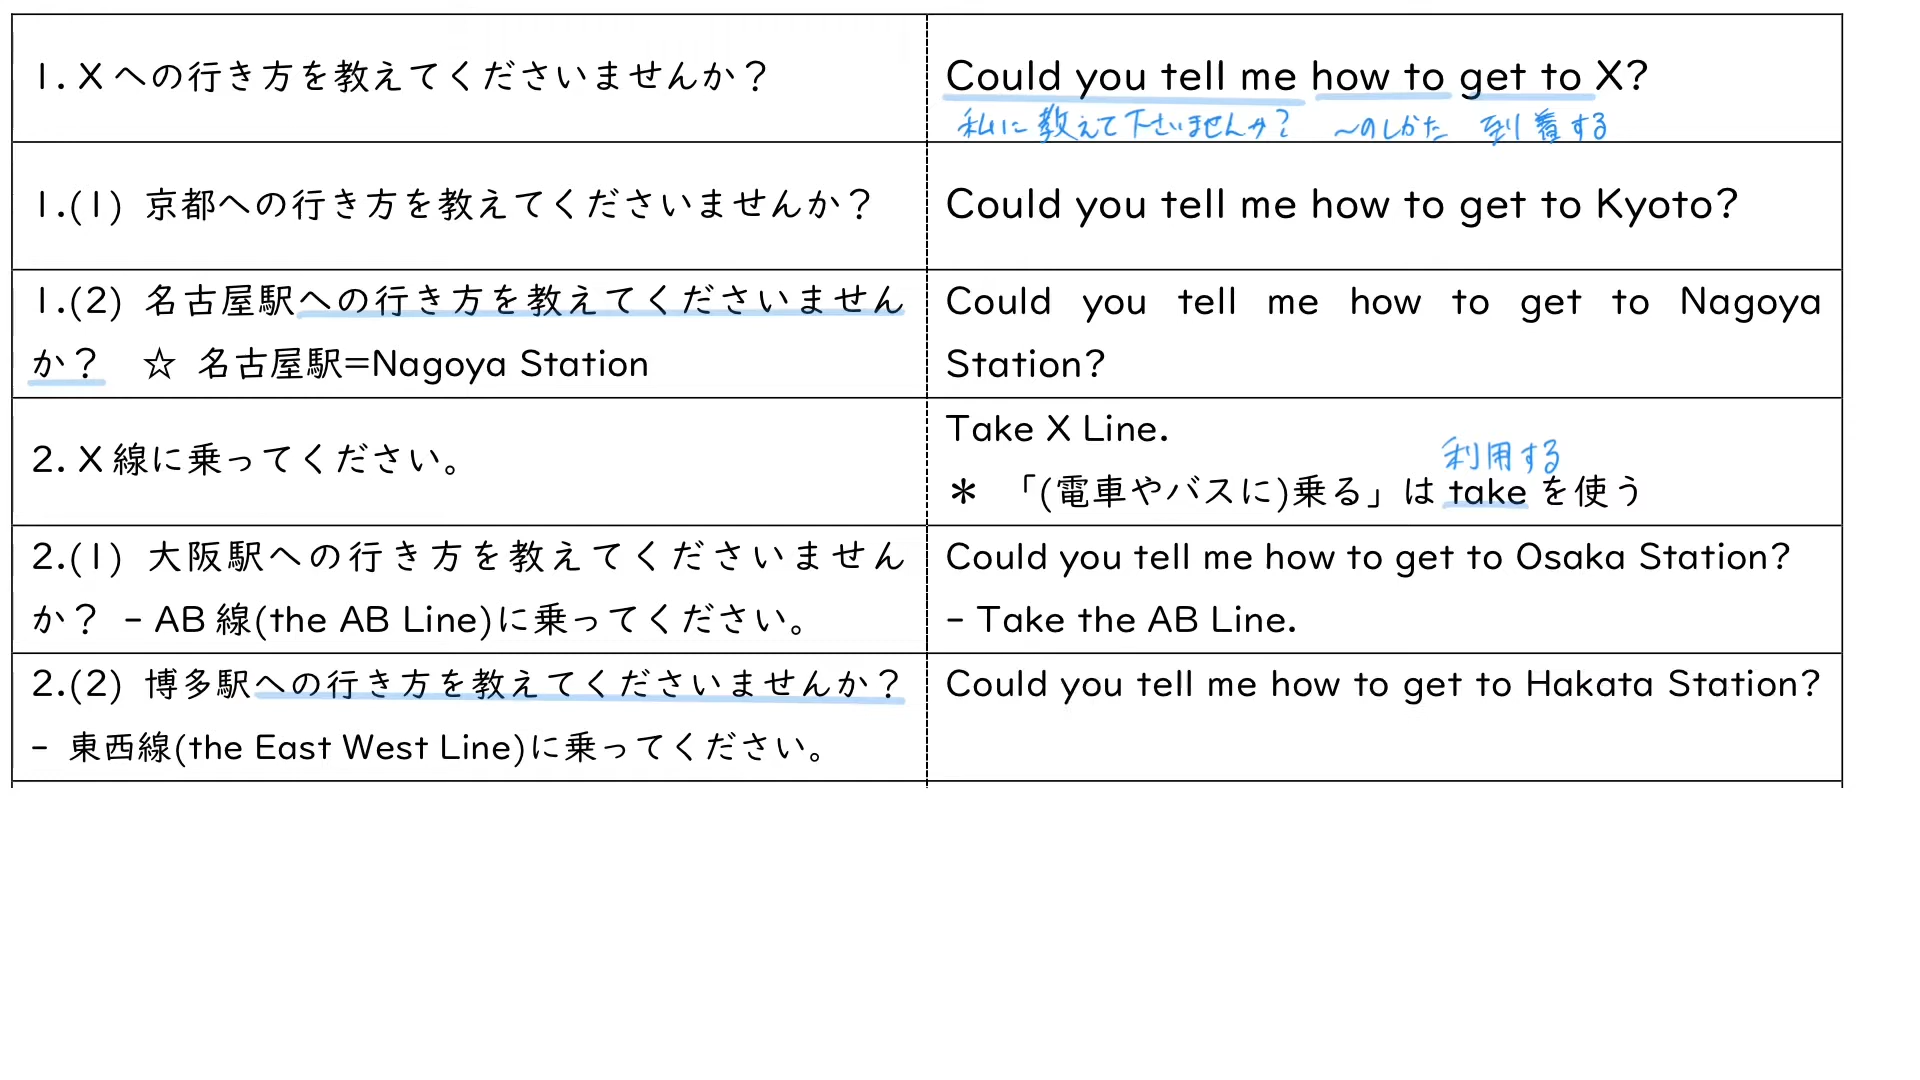 1. X への行き方を教えてくださいませんか？
Could you tell me how to get to X?
私に教えて下さいませんか？ ～のしかた 到着する
1.(1) 京都への行き方を教えてくださいませんか？
Could you tell me how to get to Kyoto?
1.(2) 名古屋駅への行き方を教えてくださいません
か？ ☆ 名古屋駅=Nagoya Station
Could you tell me how to get to Nagoya
Station?
2. X 線に乗ってください。
Take X Line.
利用する
＊ 「(電車やバスに)乗る」は take を使う
2.(1) 大阪駅への行き方を教えてくださいません
か？ – AB 線(the AB Line)に乗ってください。
Could you tell me how to get to Osaka Station?
– Take the AB Line.
2.(2) 博多駅への行き方を教えてくださいませんか？
– 東西線(the East West Line)に乗ってください。
Could you tell me how to get to Hakata Station?